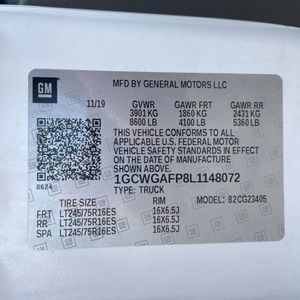 GM
MFD BY GENERAL MOTORS LLC
11/19 GVWR GAWR FRT GAWR RR
3901 KG 1860 KG 2431 KG
8600 LB 4100 LB 5360 LB
THIS VEHICLE CONFORMS TO ALL
APPLICABLE U.S. FEDERAL MOTOR
VEHICLE SAFETY STANDARDS IN EFFECT
ON THE DATE OF MANUFACTURE
SHOWN ABOVE.
1GCWGAFP8L1148072
TYPE: TRUCK
8624
MODEL: 82CG23405
TIRE SIZE RIM
FRT LT245/75R16ES 16X6.5J
RR LT245/75R16ES 16X6.5J
SPA LT245/75R16ES 16X6.5J